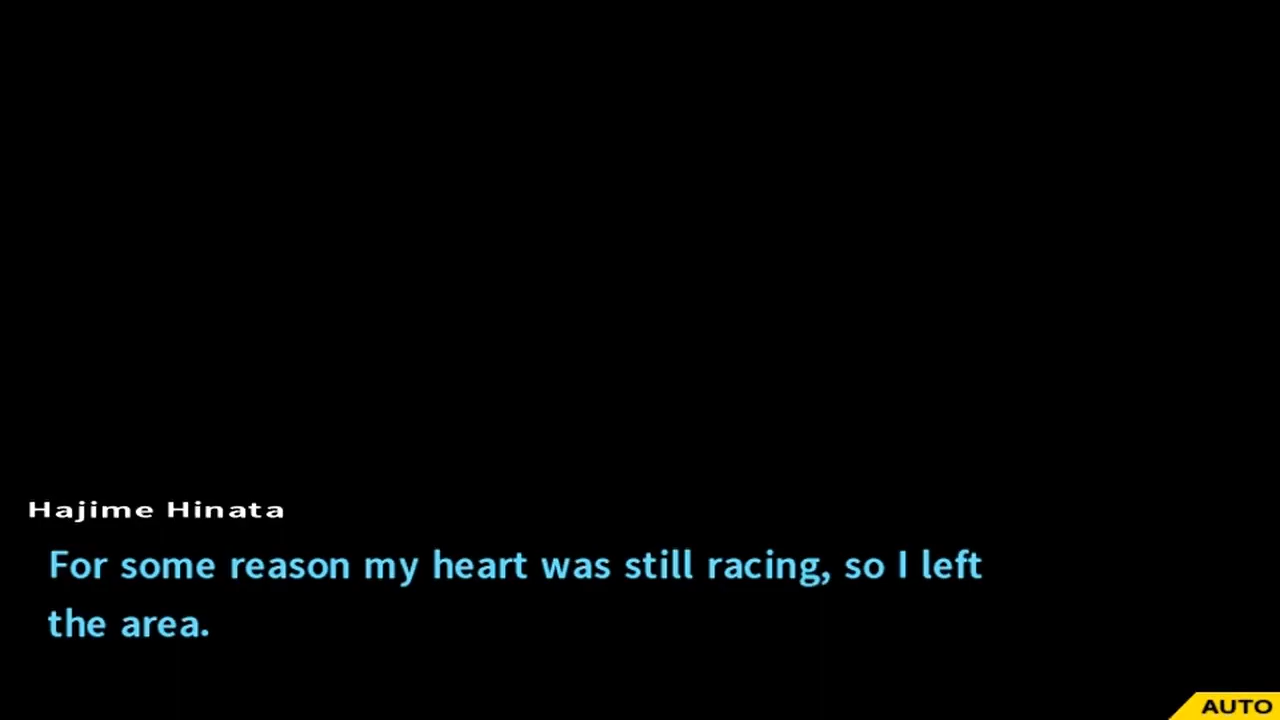 Hajime Hinata
For some reason my heart was still racing, so I left
the area.
AUTO